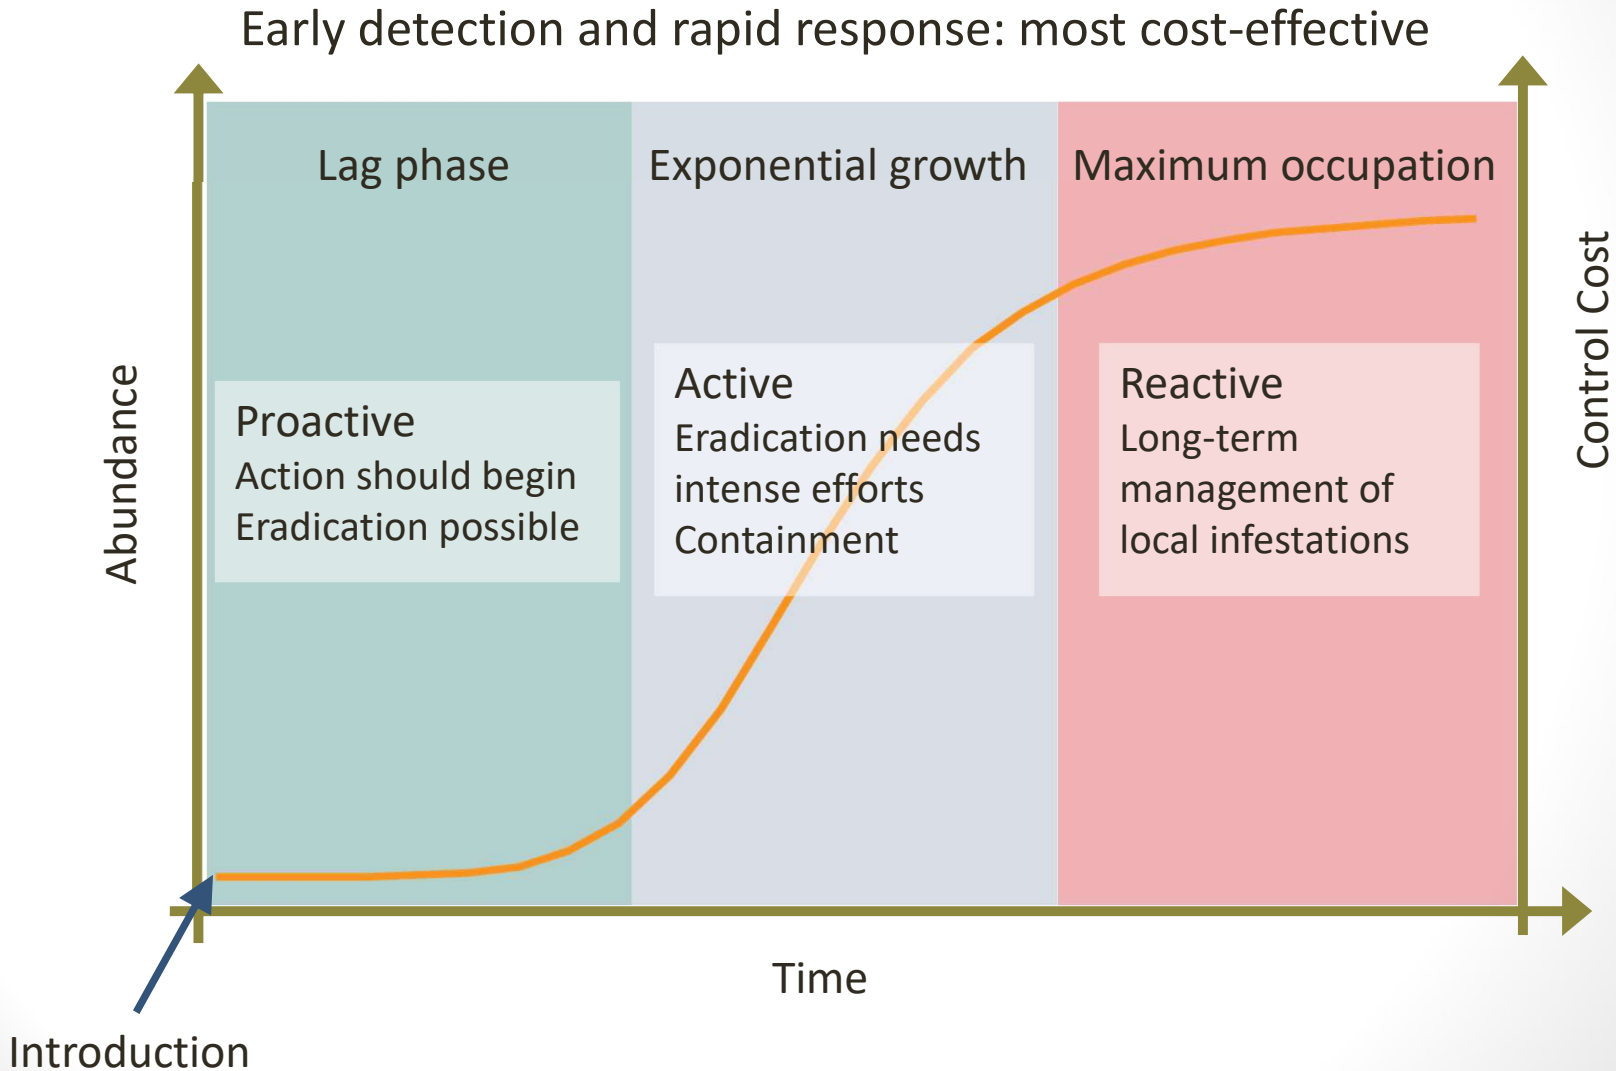 Early detection and rapid response: most cost-effective
Lag phase
Exponential growth
Maximum occupation
Abundance
Proactive
Action should begin
Eradication possible
Active
Eradication needs
intense efforts
Containment
Reactive
Long-term
management of
local infestations
Control Cost
Time
Introduction